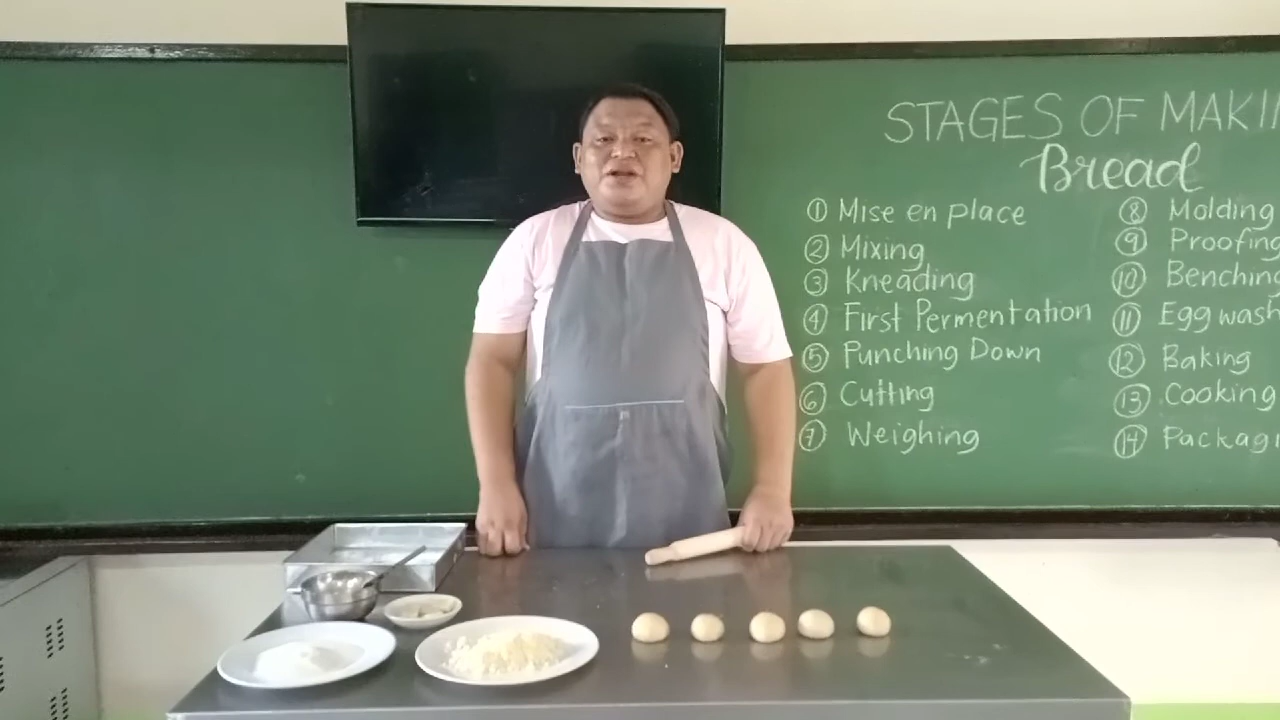 STAGES OF MAKI
Bread
① Mise en place
② Mixing
③ Kneading
④ First Permentation
⑤ Punching Down
⑥ Cutting
⑦ Weighing
⑧ Molding
⑨ Proofing
⑩ Benching
⑪ Egg wash
⑫ Baking
⑬ Cooking
⑭ Packagi